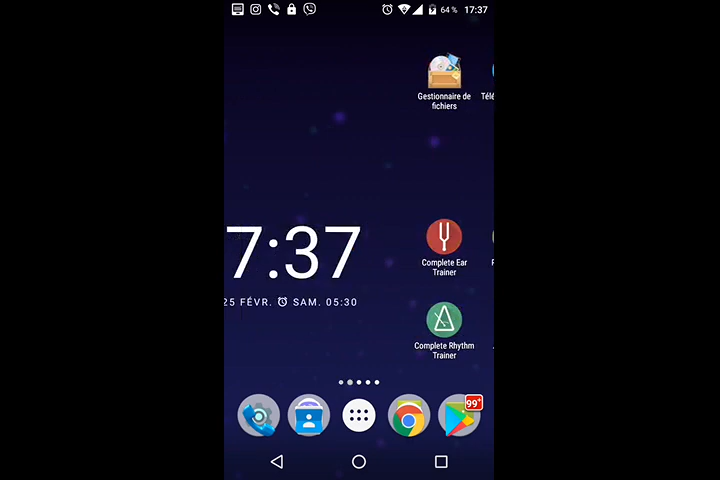 64 % 17:37
Gestionnaire de
fichiers
Télé
7:37
25 FÉVR. SAM. 05:30
Complete Ear
Trainer
Complete Rhythm
Trainer
99+